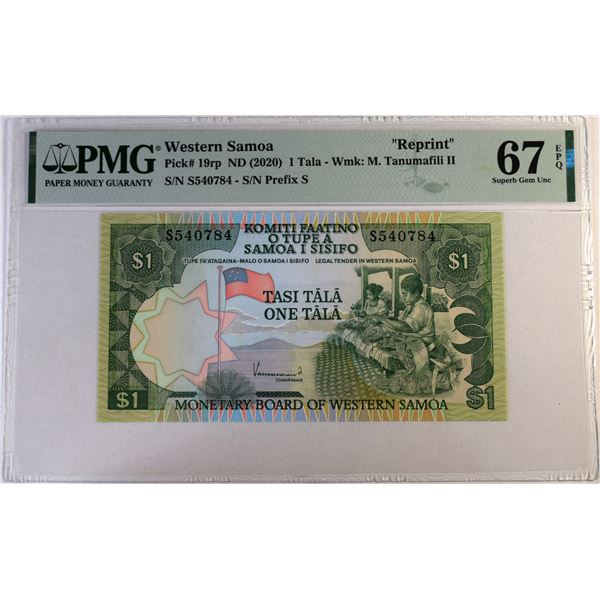 PMG®
PAPER MONEY GUARANTY
Western Samoa "Reprint"
Pick# 19rp ND (2020) 1 Tala - Wmk: M. Tanumafili II
S/N S540784 - S/N Prefix S
67
EPQ
Superb Gem Unc
KOMITI FAATINO
O TUPE A
SAMOA I SISIFO
S540784
S540784
$1
$1
TUPE FA'ATAGAINA-MALO O SAMOA I SISIFO LEGAL TENDER IN WESTERN SAMOA
TASI TĀLĀ
ONE TĀLĀ
CHAIRMAN
$1
$1
MONETARY BOARD OF WESTERN SAMOA